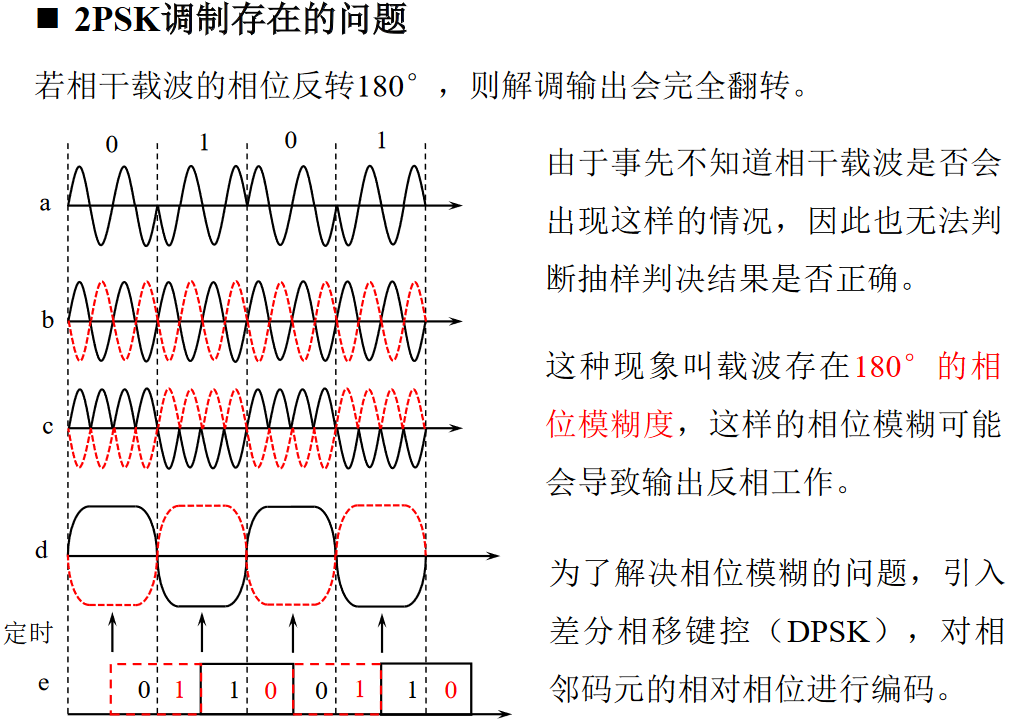 ■ 2PSK调制存在的问题
若相干载波的相位反转180°，则解调输出会完全翻转。
0 1 0 1
a
b
c
d
定时
e
0 1 1 0 0 1 1 0
由于事先不知道相干载波是否会
出现这样的情况，因此也无法判
断抽样判决结果是否正确。
这种现象叫载波存在180°的相
位模糊度，这样的相位模糊可能
会导致输出反相工作。
为了解决相位模糊的问题，引入
差分相移键控（DPSK），对相
邻码元的相对相位进行编码。